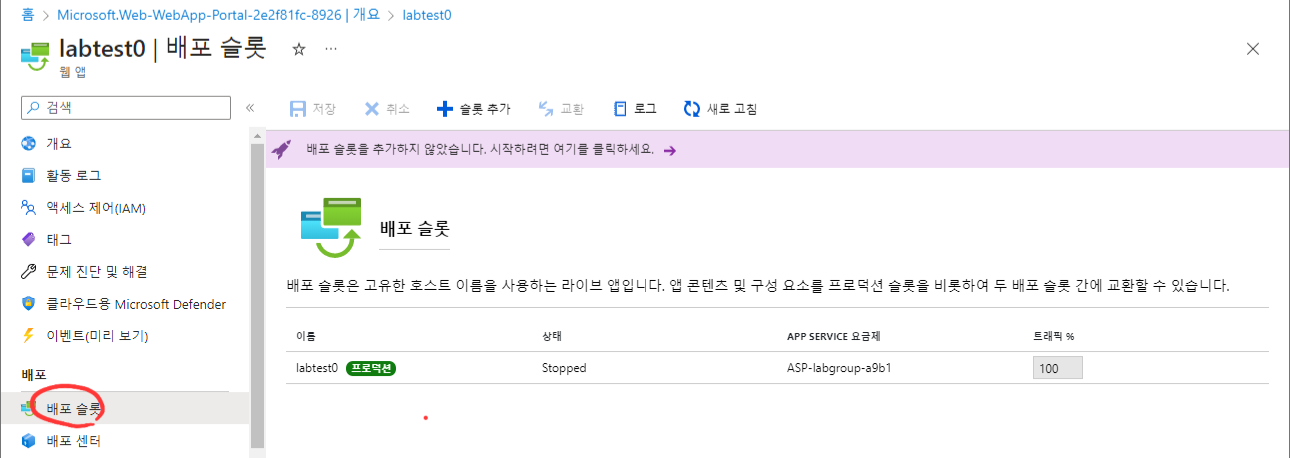 홈 > Microsoft.Web-WebApp-Portal-2e2f81fc-8926 | 개요 > labtest0
labtest0 | 배포 슬롯
웹 앱
검색
저장 취소 슬롯 추가 교환 로그 새로 고침
개요
활동 로그
액세스 제어(IAM)
태그
문제 진단 및 해결
클라우드용 Microsoft Defender
이벤트(미리 보기)
배포
배포 슬롯
배포 센터
배포 슬롯을 추가하지 않았습니다. 시작하려면 여기를 클릭하세요.
배포 슬롯
배포 슬롯은 고유한 호스트 이름을 사용하는 라이브 앱입니다. 앱 콘텐츠 및 구성 요소를 프로덕션 슬롯을 비롯하여 두 배포 슬롯 간에 교환할 수 있습니다.
이름 상태 APP SERVICE 요금제 트래픽 %
labtest0 프로덕션 Stopped ASP-labgroup-a9b1 100